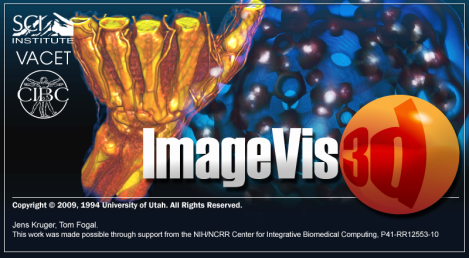 SCI
INSTITUTE
VACET
CIBC
ImageVis3d
Copyright © 2009, 1994 University of Utah. All Rights Reserved.
Jens Kruger, Tom Fogal.
This work was made possible through support from the NIH/NCRR Center for Integrative Biomedical Computing, P41-RR12553-10